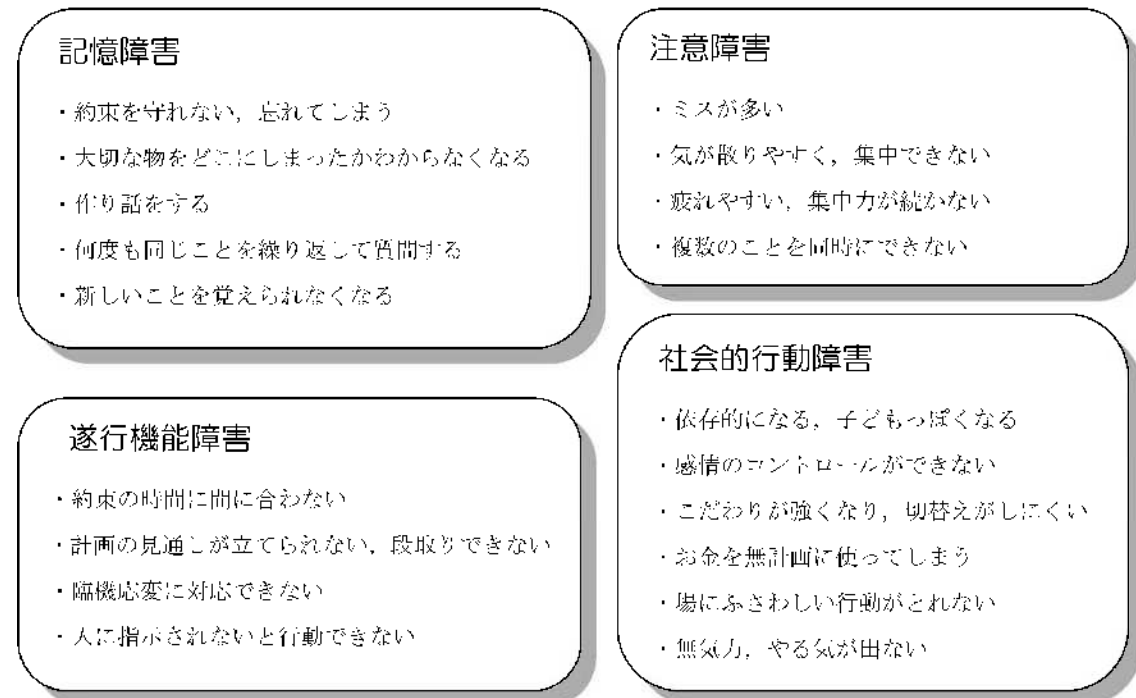 記憶障害
・約束を守れない，忘れてしまう
・大切な物をどこにしまったかわからなくなる
・作り話をする
・何度も同じことを繰り返して質問する
・新しいことを覚えられなくなる
注意障害
・ミスが多い
・気が散りやすく，集中できない
・疲れやすい，集中力が続かない
・複数のことを同時にできない
遂行機能障害
・約束の時間に間に合わない
・計画の見通しが立てられない，段取りできない
・臨機応変に対応できない
・人に指示されないと行動できない
社会的行動障害
・依存的になる，子どもっぽくなる
・感情のコントロールができない
・こだわりが強くなり，切替えがしにくい
・お金を無計画に使ってしまう
・場にふさわしい行動がとれない
・無気力，やる気が出ない